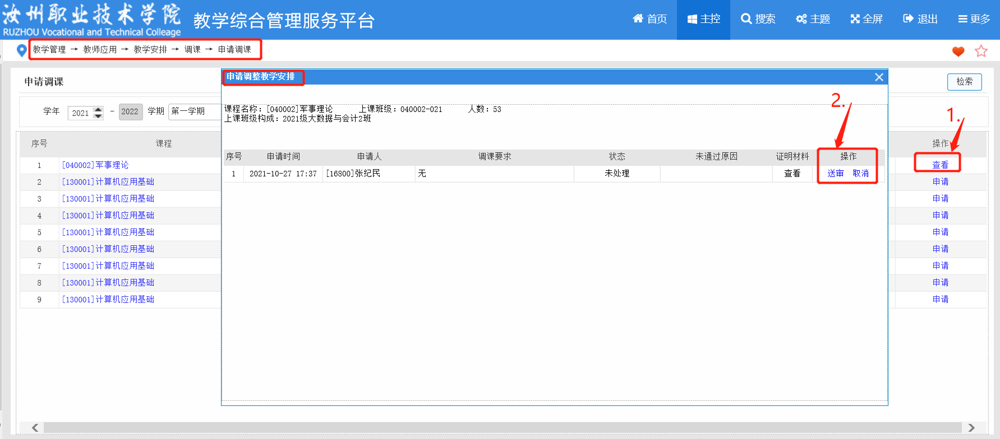 汝州职业技术学院
RUZHOU Vocational and Technical Colleage
教学综合管理服务平台
首页 主控 搜索 主题 全屏 退出 更多
教学管理 → 教师应用 → 教学安排 → 调课 → 申请调课
申请调课
检索
学年 2021 - 2022 学期 第一学期
序号 课程 操作
1 [040002]军事理论 查看
2 [130001]计算机应用基础 申请
3 [130001]计算机应用基础 申请
4 [130001]计算机应用基础 申请
5 [130001]计算机应用基础 申请
6 [130001]计算机应用基础 申请
7 [130001]计算机应用基础 申请
8 [130001]计算机应用基础 申请
9 [130001]计算机应用基础 申请
申请调整教学安排
课程名称：[040002]军事理论 上课班级：040002-021 人数：53
上课班级构成：2021级大数据与会计2班
序号 申请时间 申请人 调课要求 状态 未通过原因 证明材料 操作
1 2021-10-27 17:37 [16800]张纪民 无 未处理 查看 送审 取消
2.
1.